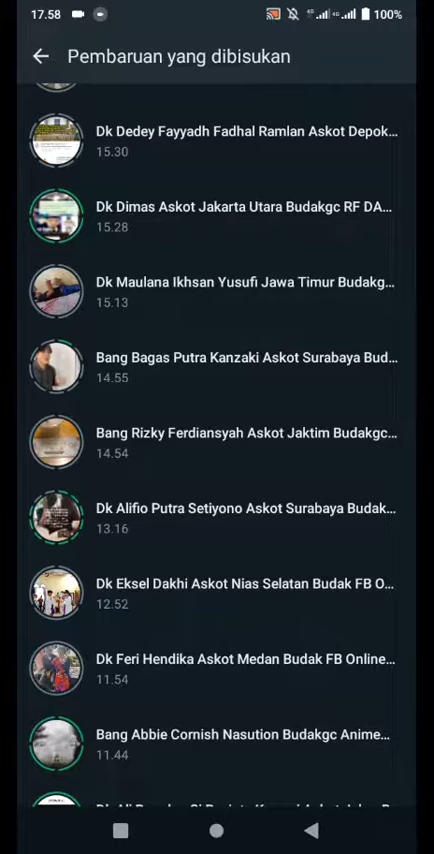 17.58
4G
4G
100%
Pembaruan yang dibisukan
Dk Dedey Fayyadh Fadhal Ramlan Askot Depok...
15.30
Dk Dimas Askot Jakarta Utara Budakgc RF DA...
15.28
Dk Maulana Ikhsan Yusufi Jawa Timur Budakg...
15.13
Bang Bagas Putra Kanzaki Askot Surabaya Bud...
14.55
Bang Rizky Ferdiansyah Askot Jaktim Budakgc...
14.54
Dk Alifio Putra Setiyono Askot Surabaya Budak...
13.16
Dk Eksel Dakhi Askot Nias Selatan Budak FB O...
12.52
Dk Feri Hendika Askot Medan Budak FB Online...
11.54
Bang Abbie Cornish Nasution Budakgc Anime...
11.44